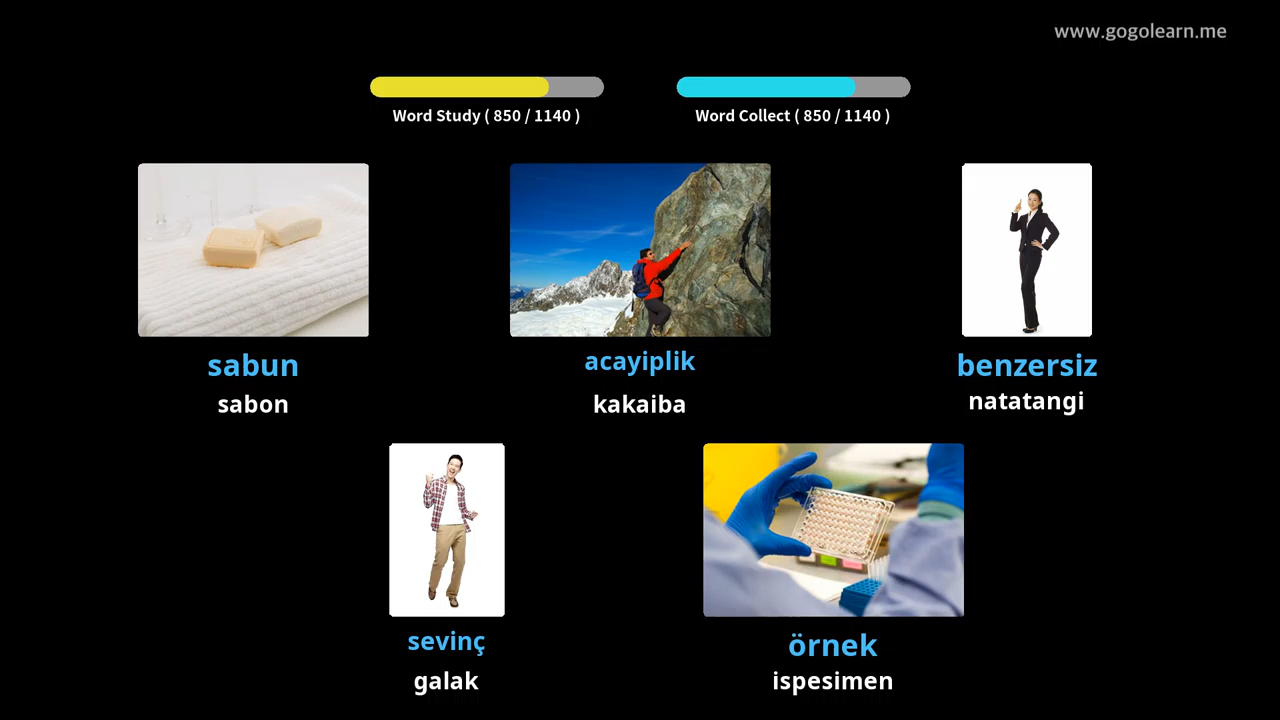 www.gogolearn.me
Word Study ( 850 / 1140 )
Word Collect ( 850 / 1140 )
sabun
sabon
acayiplik
kakaiba
benzersiz
natatangi
sevinç
galak
örnek
ispesimen